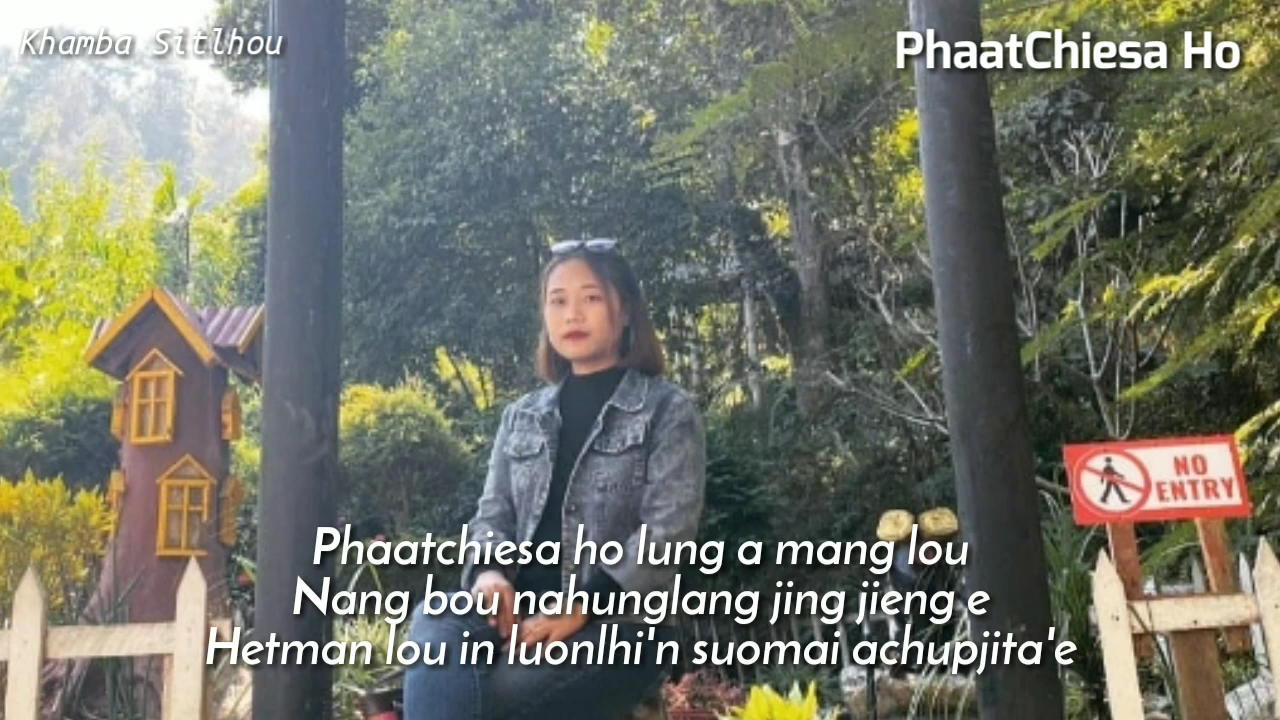 Khamba Sitlhou
PhaatChiesa Ho
NO
ENTRY
Phaatchiesa ho lung a mang lou
Nang bou nahunglang jing jieng e
Hetman lou in luonlhi'n suomai achupjita'e